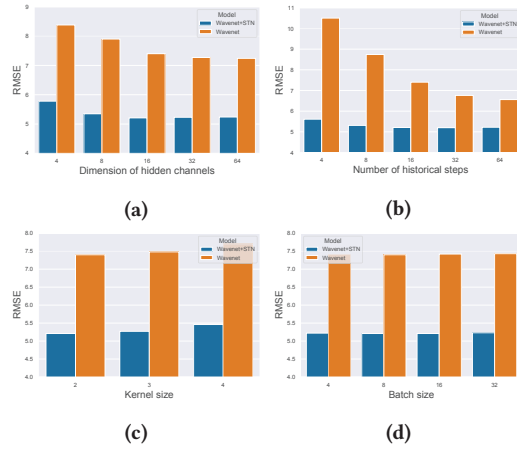 Model
Wavenet+STN
Wavenet
RMSE
9
8
7
6
5
4
4 8 16 32 64
Dimension of hidden channels
(a)
Model
Wavenet+STN
Wavenet
RMSE
11
10
9
8
7
6
5
4
4 8 16 32 64
Number of historical steps
(b)
Model
Wavenet+STN
Wavenet
RMSE
8.0
7.5
7.0
6.5
6.0
5.5
5.0
4.5
4.0
2 3 4
Kernel size
(c)
Model
Wavenet+STN
Wavenet
RMSE
8.0
7.5
7.0
6.5
6.0
5.5
5.0
4.5
4.0
4 8 16 32
Batch size
(d)